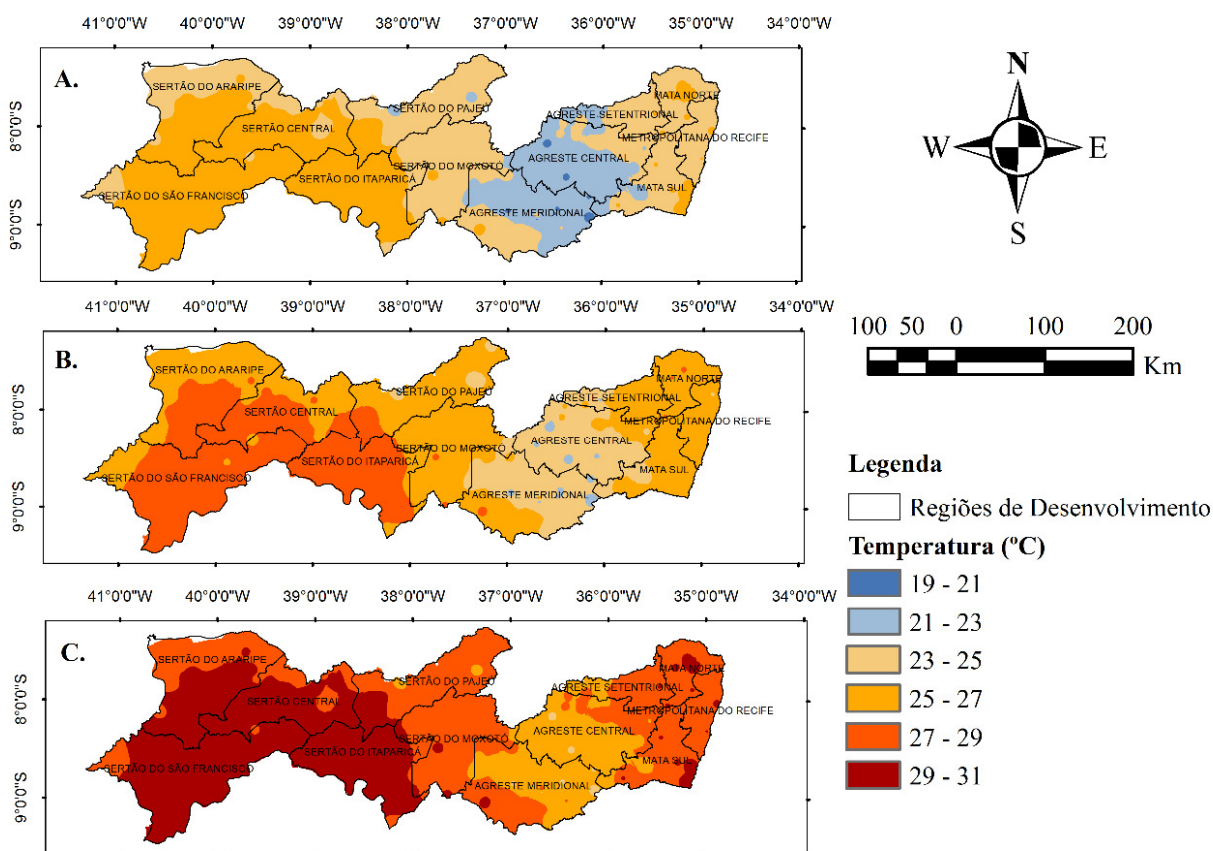 41°0'0"W 40°0'0"W 39°0'0"W 38°0'0"W 37°0'0"W 36°0'0"W 35°0'0"W 34°0'0"W
A.
8°0'0"S
9°0'0"S
SERTÃO DO ARARIPE
SERTÃO DO PAJEÚ
MATA NORTE
AGRESTE SETENTRIONAL
SERTÃO CENTRAL
METROPOLITANA DO RECIFE
AGRESTE CENTRAL
SERTÃO DO MOXOTÓ
SERTÃO DO ITAPARICA
MATA SUL
SERTÃO DO SÃO FRANCISCO
AGRESTE MERIDIONAL
41°0'0"W 40°0'0"W 39°0'0"W 38°0'0"W 37°0'0"W 36°0'0"W 35°0'0"W 34°0'0"W
B.
8°0'0"S
9°0'0"S
SERTÃO DO ARARIPE
SERTÃO DO PAJEÚ
MATA NORTE
AGRESTE SETENTRIONAL
SERTÃO CENTRAL
METROPOLITANA DO RECIFE
AGRESTE CENTRAL
SERTÃO DO MOXOTÓ
SERTÃO DO ITAPARICA
MATA SUL
SERTÃO DO SÃO FRANCISCO
AGRESTE MERIDIONAL
41°0'0"W 40°0'0"W 39°0'0"W 38°0'0"W 37°0'0"W 36°0'0"W 35°0'0"W 34°0'0"W
C.
8°0'0"S
9°0'0"S
SERTÃO DO ARARIPE
SERTÃO DO PAJEÚ
MATA NORTE
AGRESTE SETENTRIONAL
SERTÃO CENTRAL
METROPOLITANA DO RECIFE
AGRESTE CENTRAL
SERTÃO DO MOXOTÓ
SERTÃO DO ITAPARICA
MATA SUL
SERTÃO DO SÃO FRANCISCO
AGRESTE MERIDIONAL
N
W E
S
100 50 0 100 200
Km
Legenda
Regiões de Desenvolvimento
Temperatura (ºC)
19 - 21
21 - 23
23 - 25
25 - 27
27 - 29
29 - 31